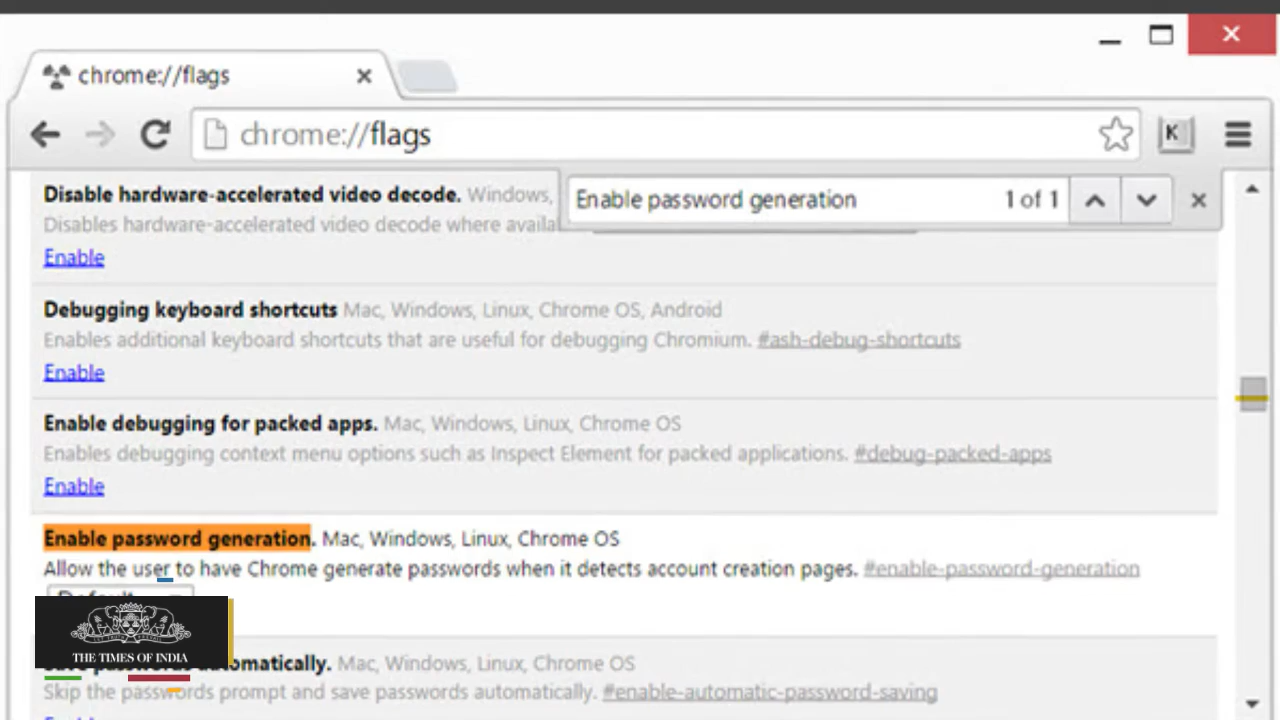 chrome://flags
chrome://flags
K
Enable password generation 1 of 1
Disable hardware-accelerated video decode. Windows,
Disables hardware-accelerated video decode where availa
Enable
Debugging keyboard shortcuts Mac, Windows, Linux, Chrome OS, Android
Enables additional keyboard shortcuts that are useful for debugging Chromium. #ash-debug-shortcuts
Enable
Enable debugging for packed apps. Mac, Windows, Linux, Chrome OS
Enables debugging context menu options such as Inspect Element for packed applications. #debug-packed-apps
Enable
Enable password generation. Mac, Windows, Linux, Chrome OS
Allow the user to have Chrome generate passwords when it detects account creation pages. #enable-password-generation
Default
THE TIMES OF INDIA
Save passwords automatically. Mac, Windows, Linux, Chrome OS
Skip the passwords prompt and save passwords automatically. #enable-automatic-password-saving
Enable